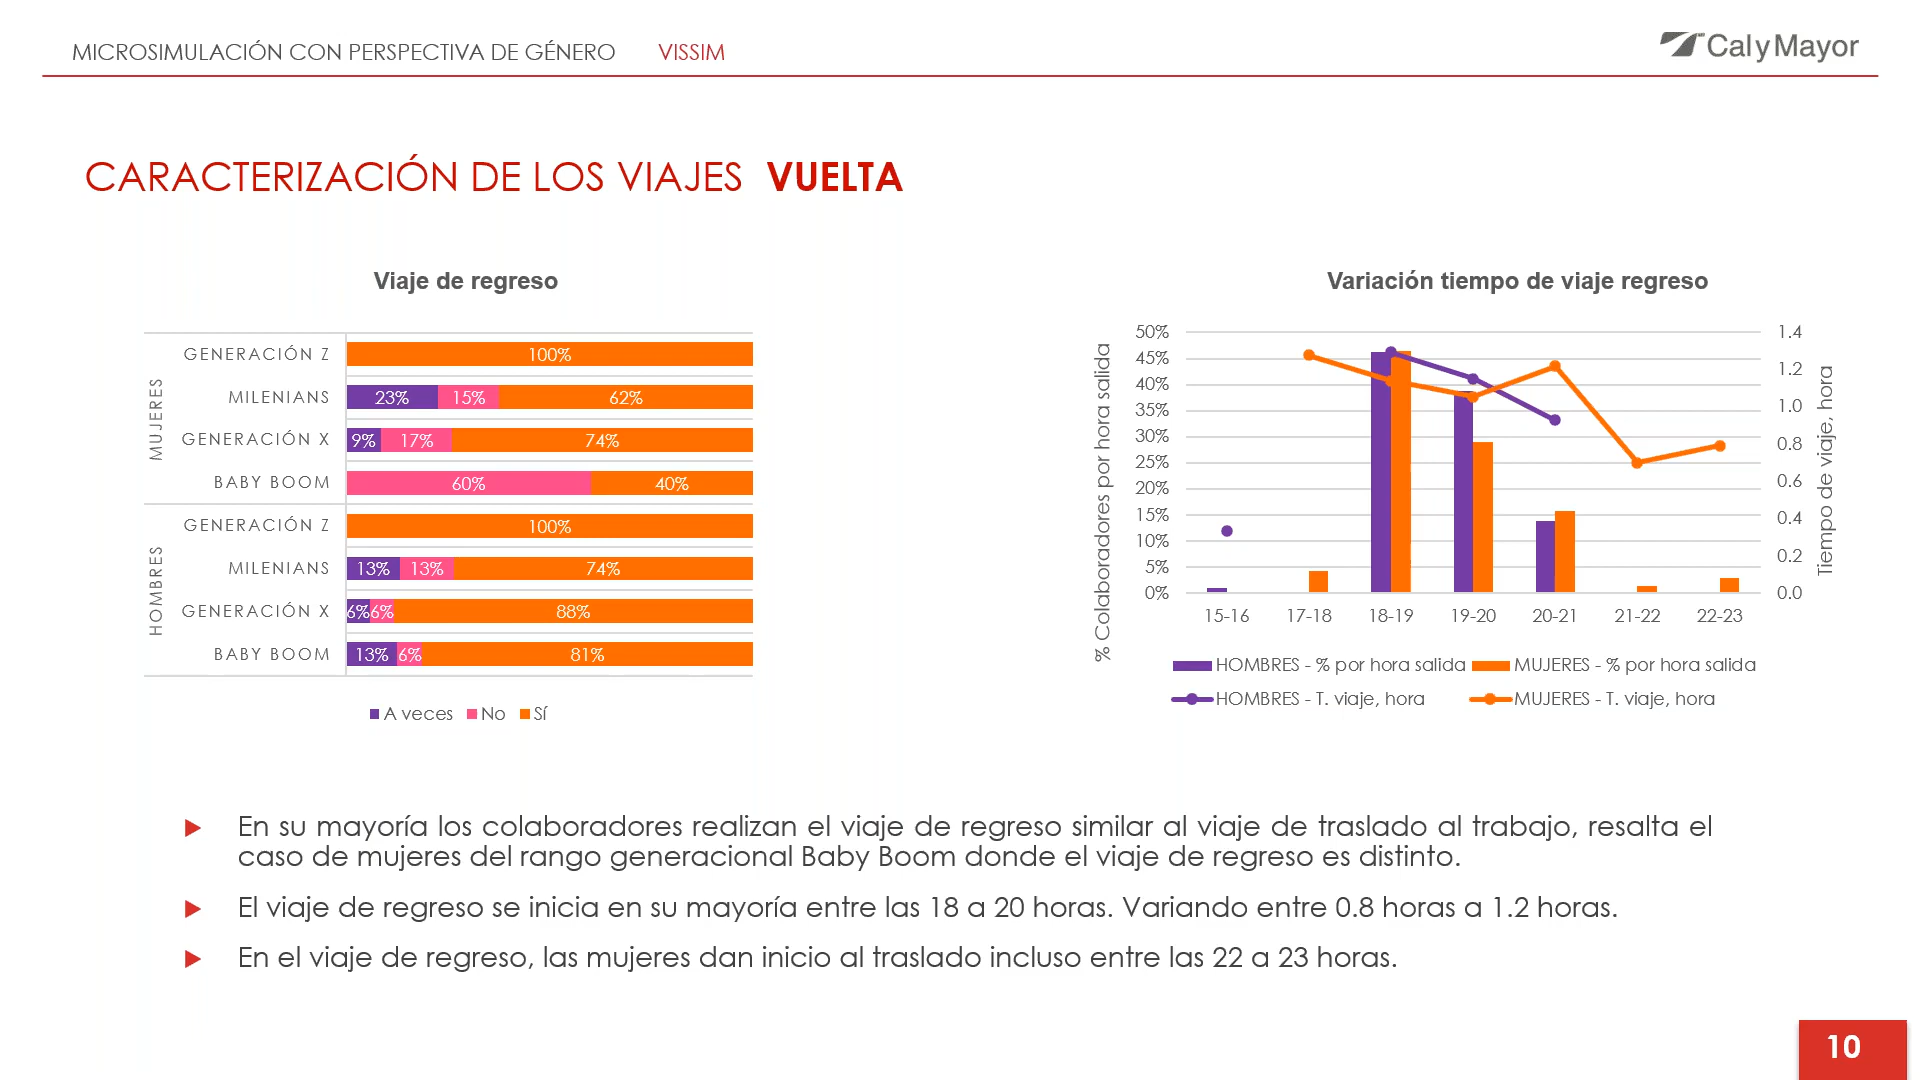 MICROSIMULACIÓN CON PERSPECTIVA DE GÉNERO VISSIM
CalyMayor
CARACTERIZACIÓN DE LOS VIAJES VUELTA
Viaje de regreso
MUJERES
GENERACIÓN Z 100%
MILENIANS 23% 15% 62%
GENERACIÓN X 9% 17% 74%
BABY BOOM 60% 40%
HOMBRES
GENERACIÓN Z 100%
MILENIANS 13% 13% 74%
GENERACIÓN X 6% 6% 88%
BABY BOOM 13% 6% 81%
A veces No Sí
Variación tiempo de viaje regreso
% Colaboradores por hora salida
50%
45%
40%
35%
30%
25%
20%
15%
10%
5%
0%
1.4
1.2
1.0
0.8
0.6
0.4
0.2
0.0
Tiempo de viaje, hora
15-16 17-18 18-19 19-20 20-21 21-22 22-23
HOMBRES - % por hora salida MUJERES - % por hora salida
HOMBRES - T. viaje, hora MUJERES - T. viaje, hora
En su mayoría los colaboradores realizan el viaje de regreso similar al viaje de traslado al trabajo, resalta el
caso de mujeres del rango generacional Baby Boom donde el viaje de regreso es distinto.
El viaje de regreso se inicia en su mayoría entre las 18 a 20 horas. Variando entre 0.8 horas a 1.2 horas.
En el viaje de regreso, las mujeres dan inicio al traslado incluso entre las 22 a 23 horas.
10